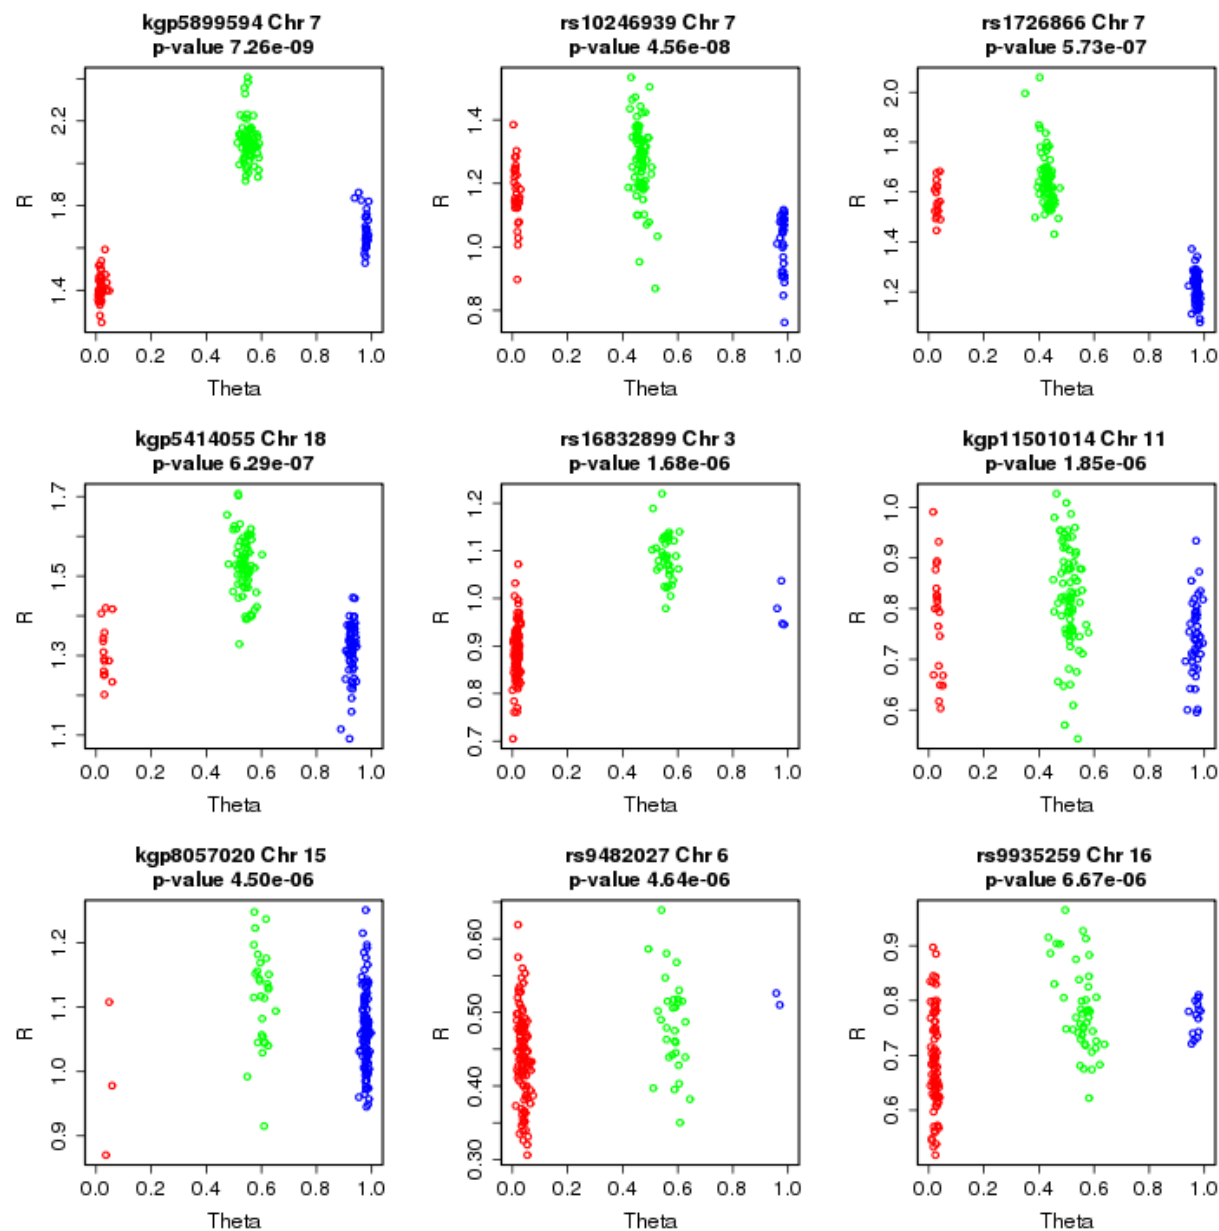 kgp5899594 Chr 7
p-value 7.26e-09
R
1.4
1.8
2.2
0.0 0.2 0.4 0.6 0.8 1.0
Theta
rs10246939 Chr 7
p-value 4.56e-08
R
0.8 1.0 1.2 1.4
0.0 0.2 0.4 0.6 0.8 1.0
Theta
rs1726866 Chr 7
p-value 5.73e-07
R
1.2 1.4 1.6 1.8 2.0
0.0 0.2 0.4 0.6 0.8 1.0
Theta
kgp5414055 Chr 18
p-value 6.29e-07
R
1.1 1.3 1.5 1.7
0.0 0.2 0.4 0.6 0.8 1.0
Theta
rs16832899 Chr 3
p-value 1.68e-06
R
0.7 0.8 0.9 1.0 1.1 1.2
0.0 0.2 0.4 0.6 0.8 1.0
Theta
kgp11501014 Chr 11
p-value 1.85e-06
R
0.6 0.7 0.8 0.9 1.0
0.0 0.2 0.4 0.6 0.8 1.0
Theta
kgp8057020 Chr 15
p-value 4.50e-06
R
0.9 1.0 1.1 1.2
0.0 0.2 0.4 0.6 0.8 1.0
Theta
rs9482027 Chr 6
p-value 4.64e-06
R
0.30 0.40 0.50 0.60
0.0 0.2 0.4 0.6 0.8 1.0
Theta
rs9935259 Chr 16
p-value 6.67e-06
R
0.6 0.7 0.8 0.9
0.0 0.2 0.4 0.6 0.8 1.0
Theta